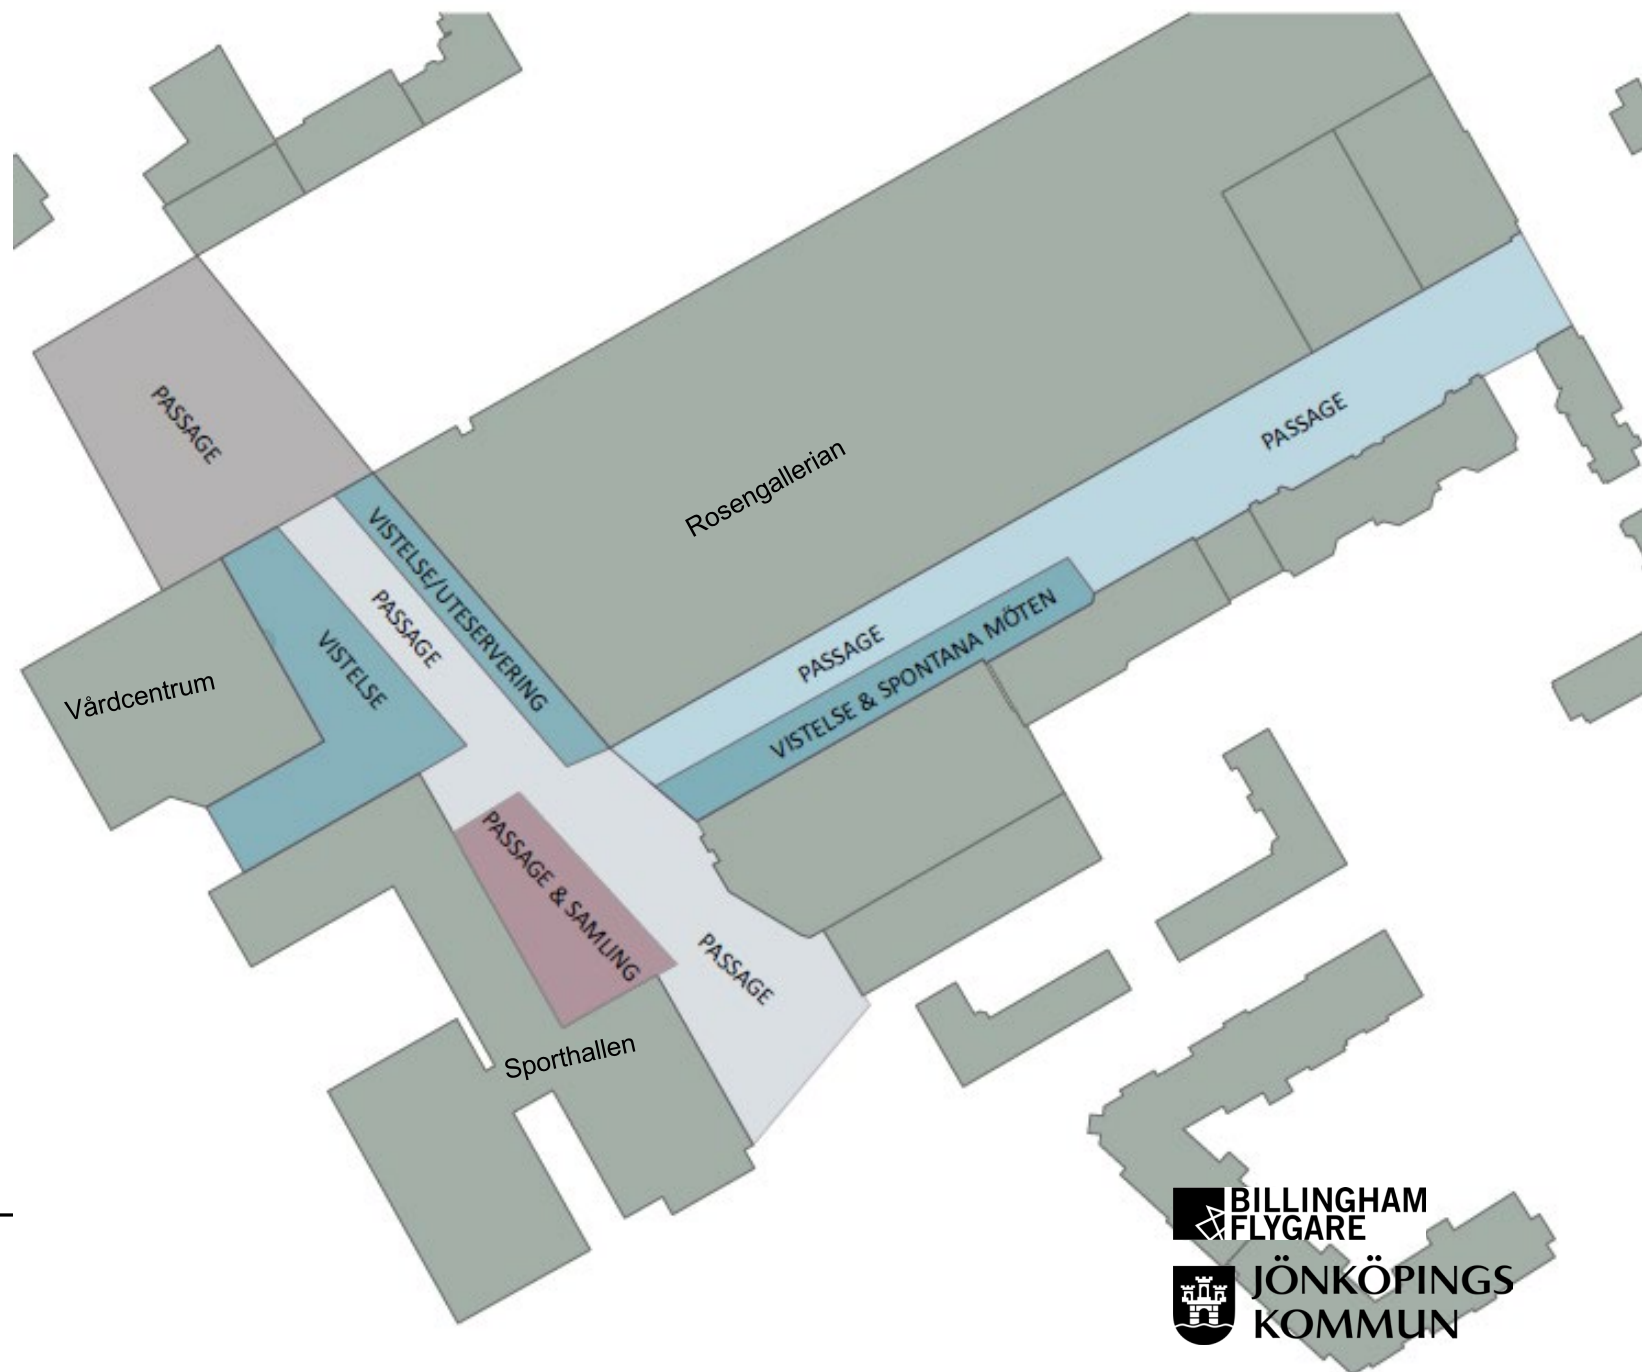 PASSAGE
PASSAGE
Rosengallerian
VISTELSE/UTESERVERING
PASSAGE
VISTELSE
Vårdcentrum
PASSAGE
VISTELSE & SPONTANA MÖTEN
PASSAGE & SAMLING
PASSAGE
Sporthallen
BILLINGHAM
FLYGARE
JÖNKÖPINGS
KOMMUN